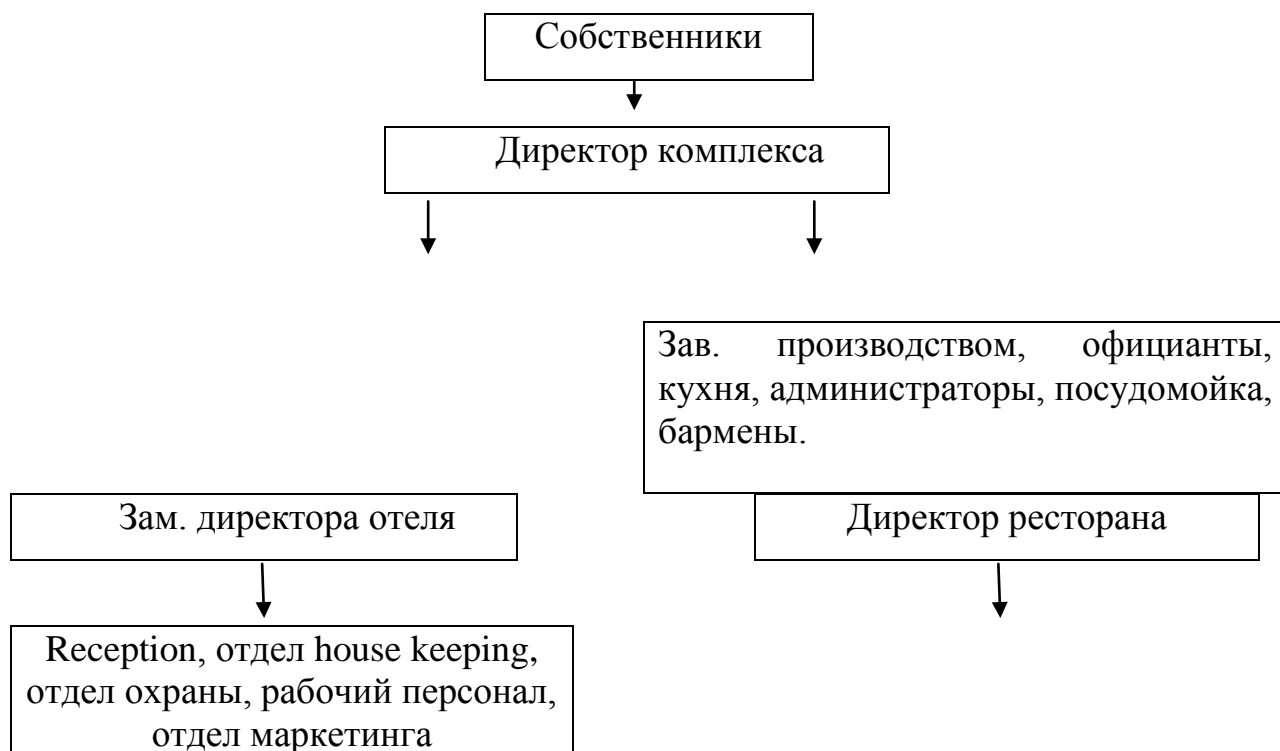 Собственники
Директор комплекса
Зав. производством, официанты,
кухня, администраторы, посудомойка,
бармены.
Зам. директора отеля
Директор ресторана
Reception, отдел house keeping,
отдел охраны, рабочий персонал,
отдел маркетинга